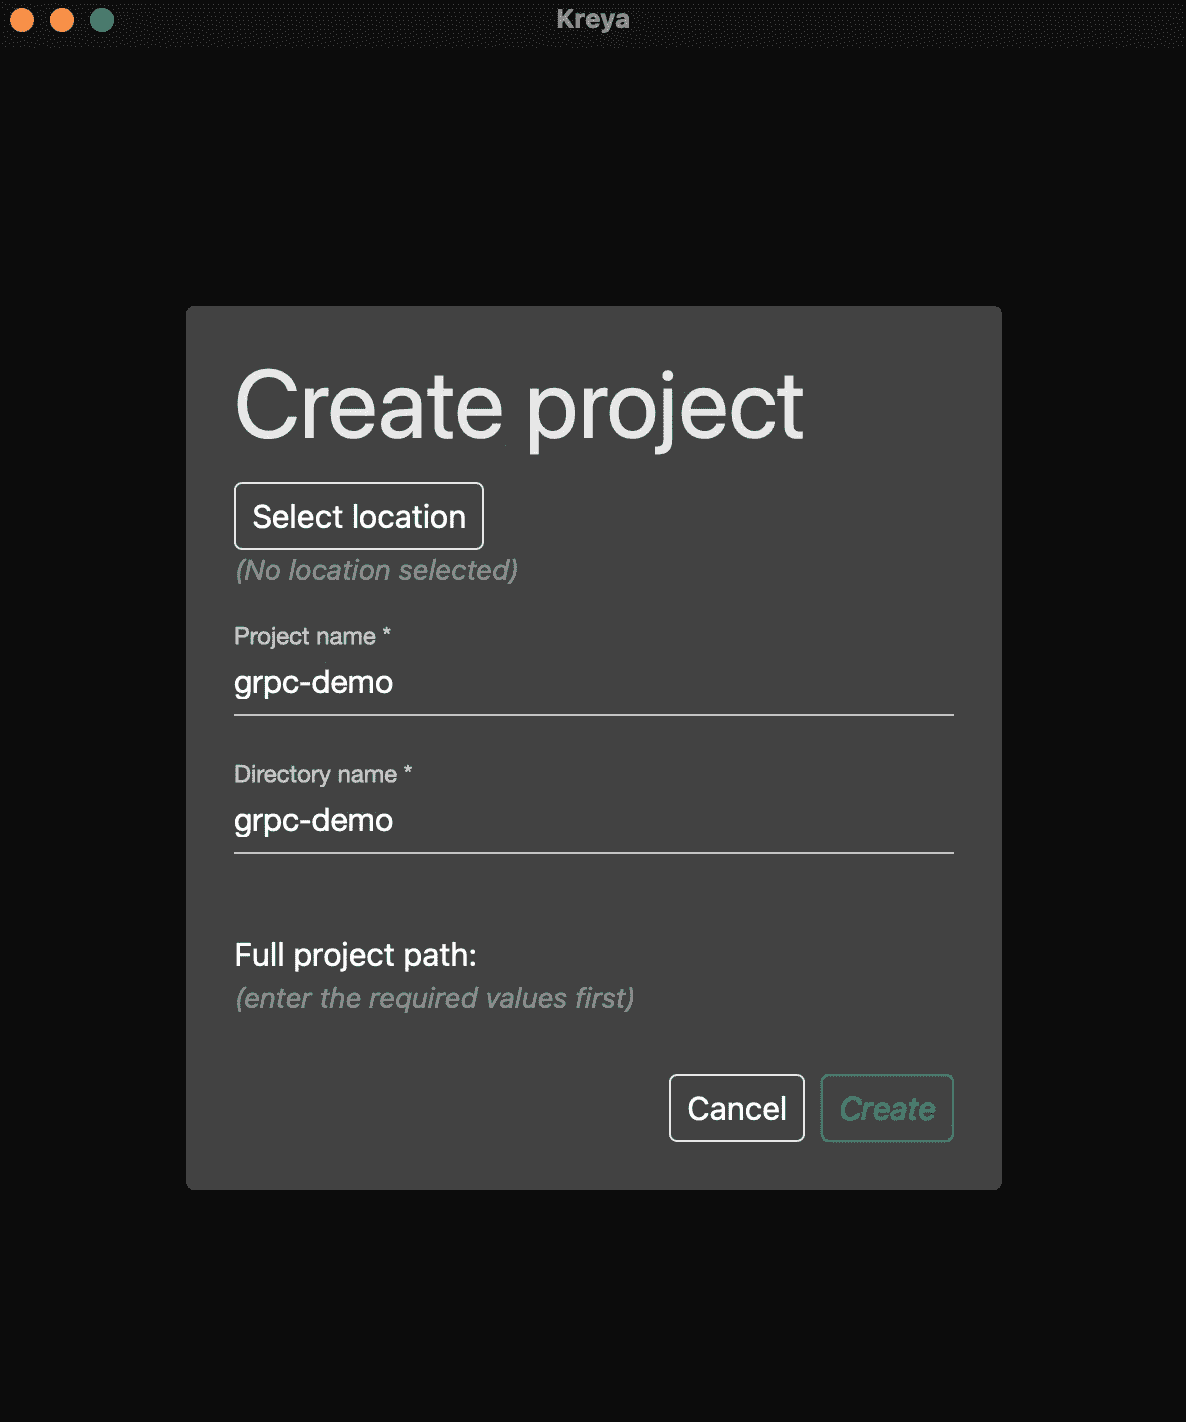 Kreya
Create project
Select location
(No location selected)
Project name *
grpc-demo
Directory name *
grpc-demo
Full project path:
(enter the required values first)
Cancel Create